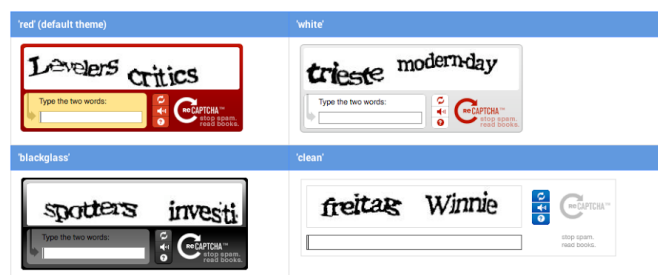 'red' (default theme)
'white'
Levelers critics
Type the two words:
reCAPTCHA™
stop spam.
read books.
trieste modern-day
Type the two words:
reCAPTCHA™
stop spam.
read books.
'blackglass'
'clean'
spotters investi
Type the two words:
reCAPTCHA™
stop spam.
read books.
freitag Winnie
reCAPTCHA™
stop spam.
read books.